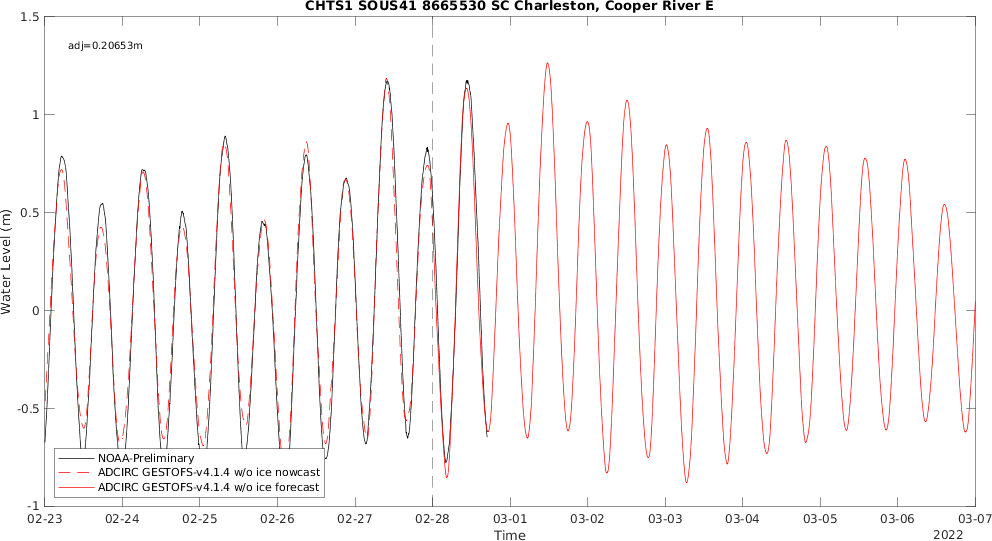 CHTS1 SOUS41 8665530 SC Charleston, Cooper River E
1.5
adj=0.20653m
1
0.5
0
-0.5
-1
Water Level (m)
NOAA-Preliminary
ADCIRC GESTOFS-v4.1.4 w/o ice nowcast
ADCIRC GESTOFS-v4.1.4 w/o ice forecast
02-23 02-24 02-25 02-26 02-27 02-28 03-01 03-02 03-03 03-04 03-05 03-06 03-07
Time
2022